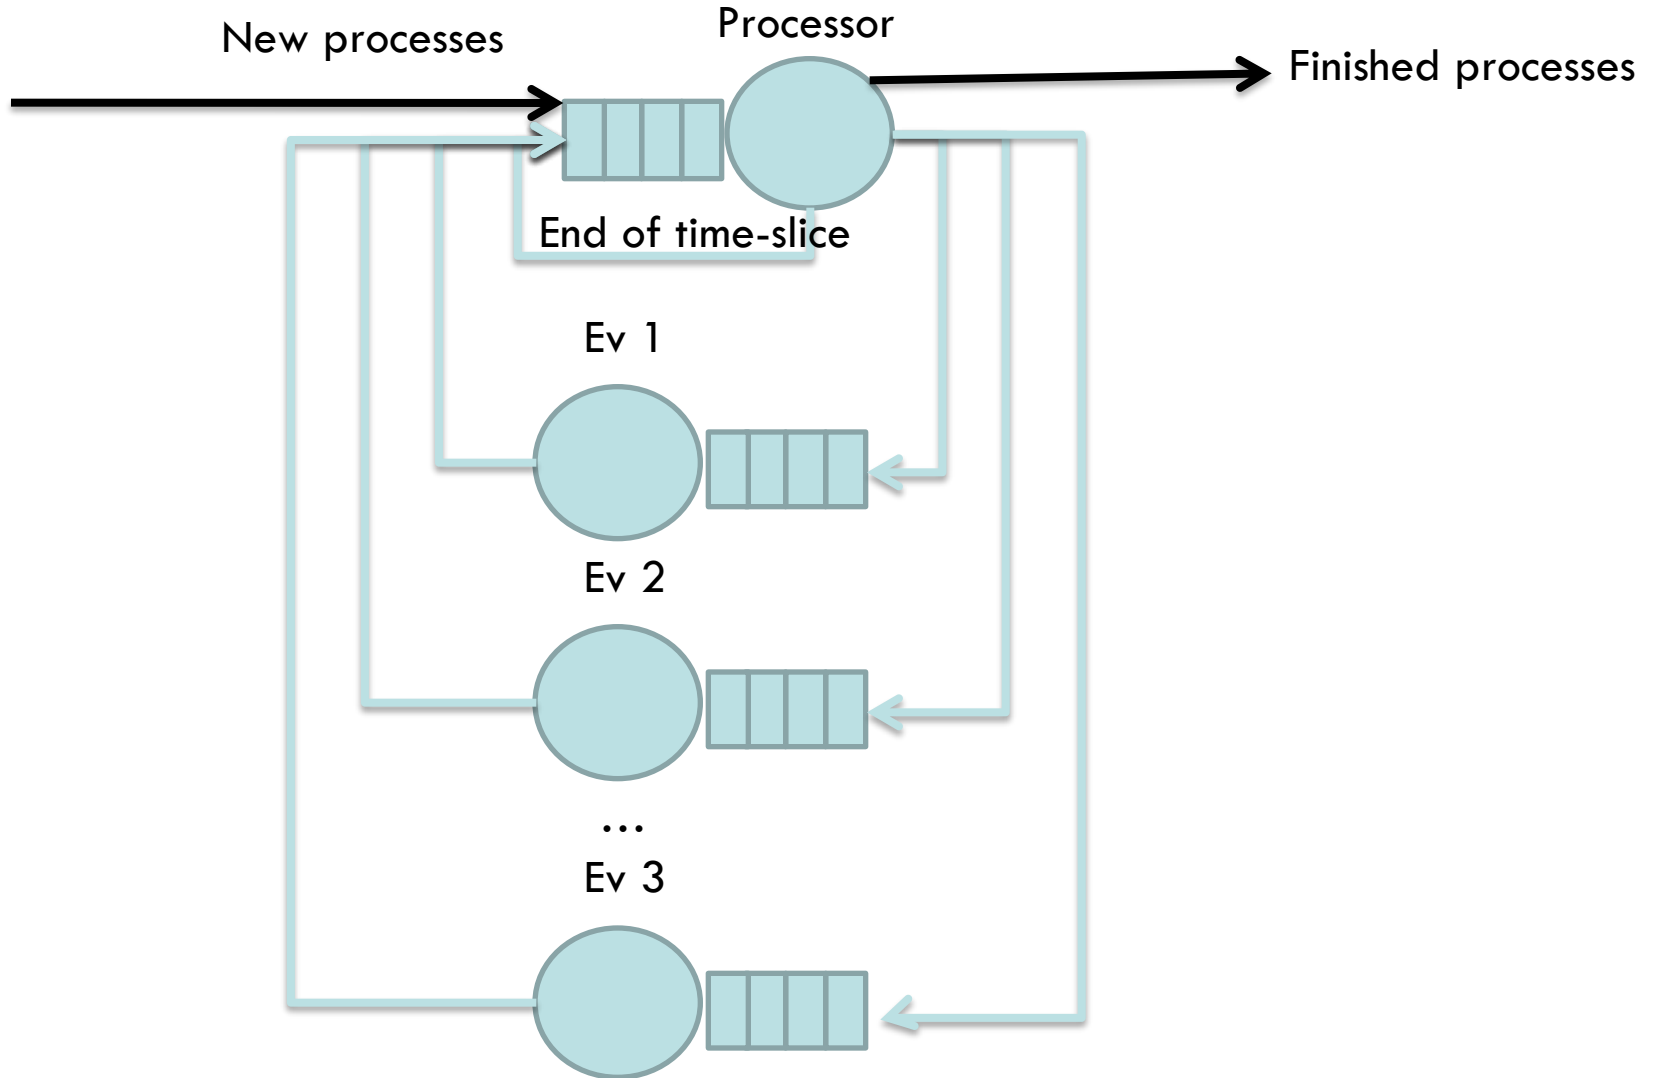 Processor
New processes
Finished processes
End of time-slice
Ev 1
Ev 2
...
Ev 3